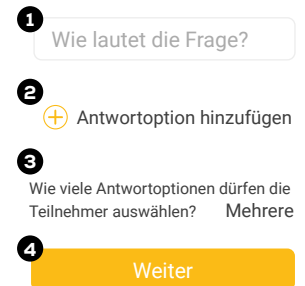 1
Wie lautet die Frage?
2
Antwortoption hinzufügen
3
Wie viele Antwortoptionen dürfen die
Teilnehmer auswählen? Mehrere
4
Weiter